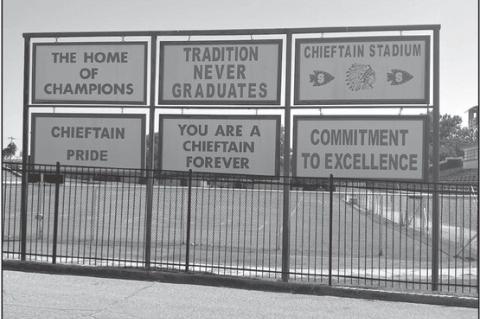 THE HOME
OF
CHAMPIONS
TRADITION
NEVER
GRADUATES
CHIEFTAIN STADIUM
S S
CHIEFTAIN
PRIDE
YOU ARE A
CHIEFTAIN
FOREVER
COMMITMENT
TO EXCELLENCE